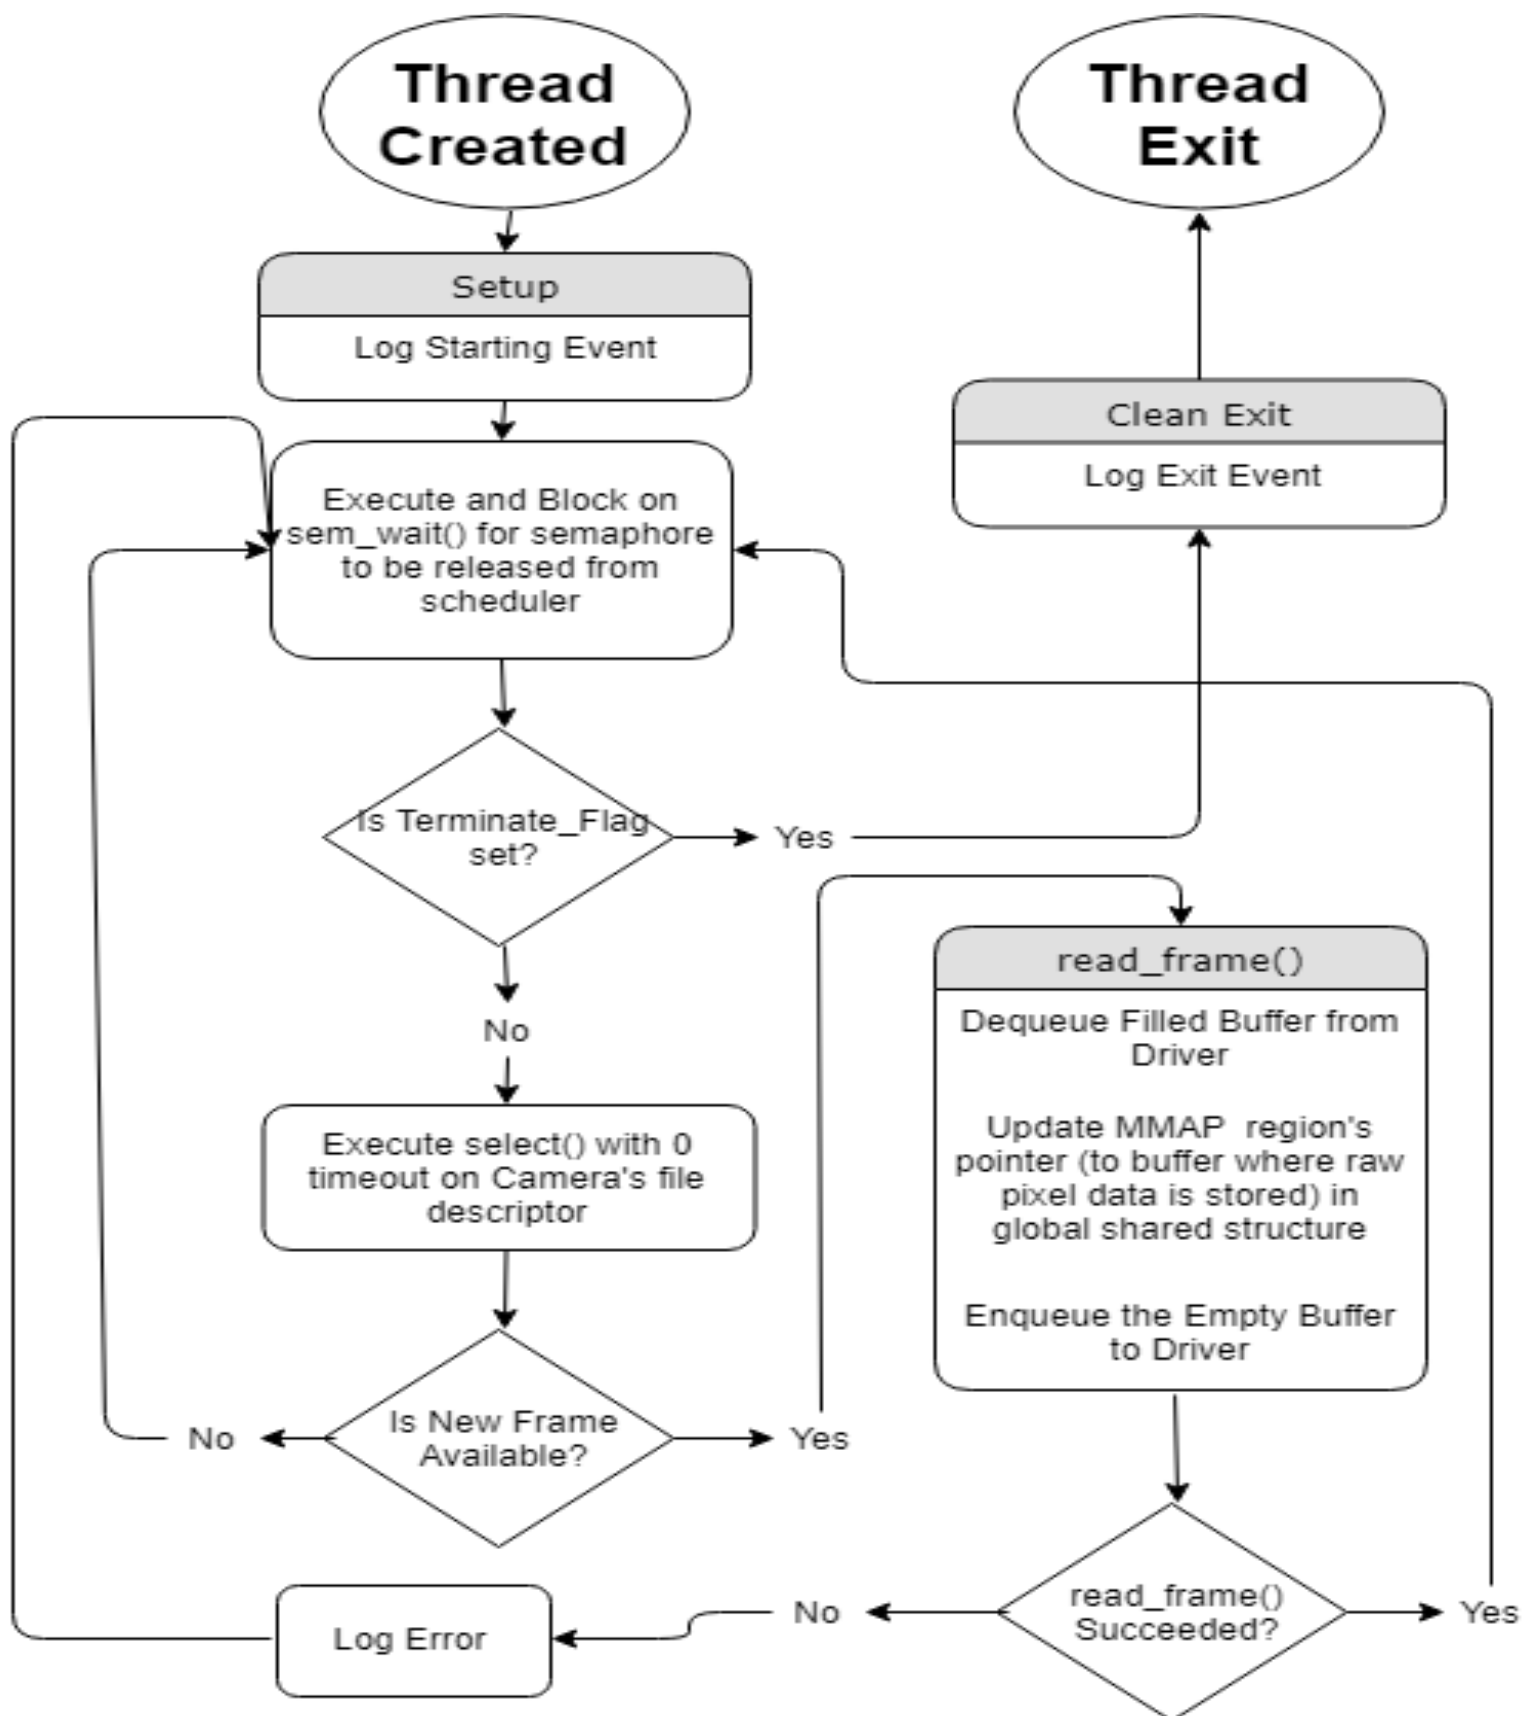 Thread
Created
Thread
Exit
Setup
Log Starting Event
Clean Exit
Log Exit Event
Execute and Block on
sem_wait() for semaphore
to be released from
scheduler
Is Terminate_Flag
set?
Yes
No
read_frame()
Dequeue Filled Buffer from
Driver
Update MMAP region's
pointer (to buffer where raw
pixel data is stored) in
global shared structure
Enqueue the Empty Buffer
to Driver
Execute select() with 0
timeout on Camera's file
descriptor
Is New Frame
Available?
No
Yes
read_frame()
Succeeded?
No
Yes
Log Error